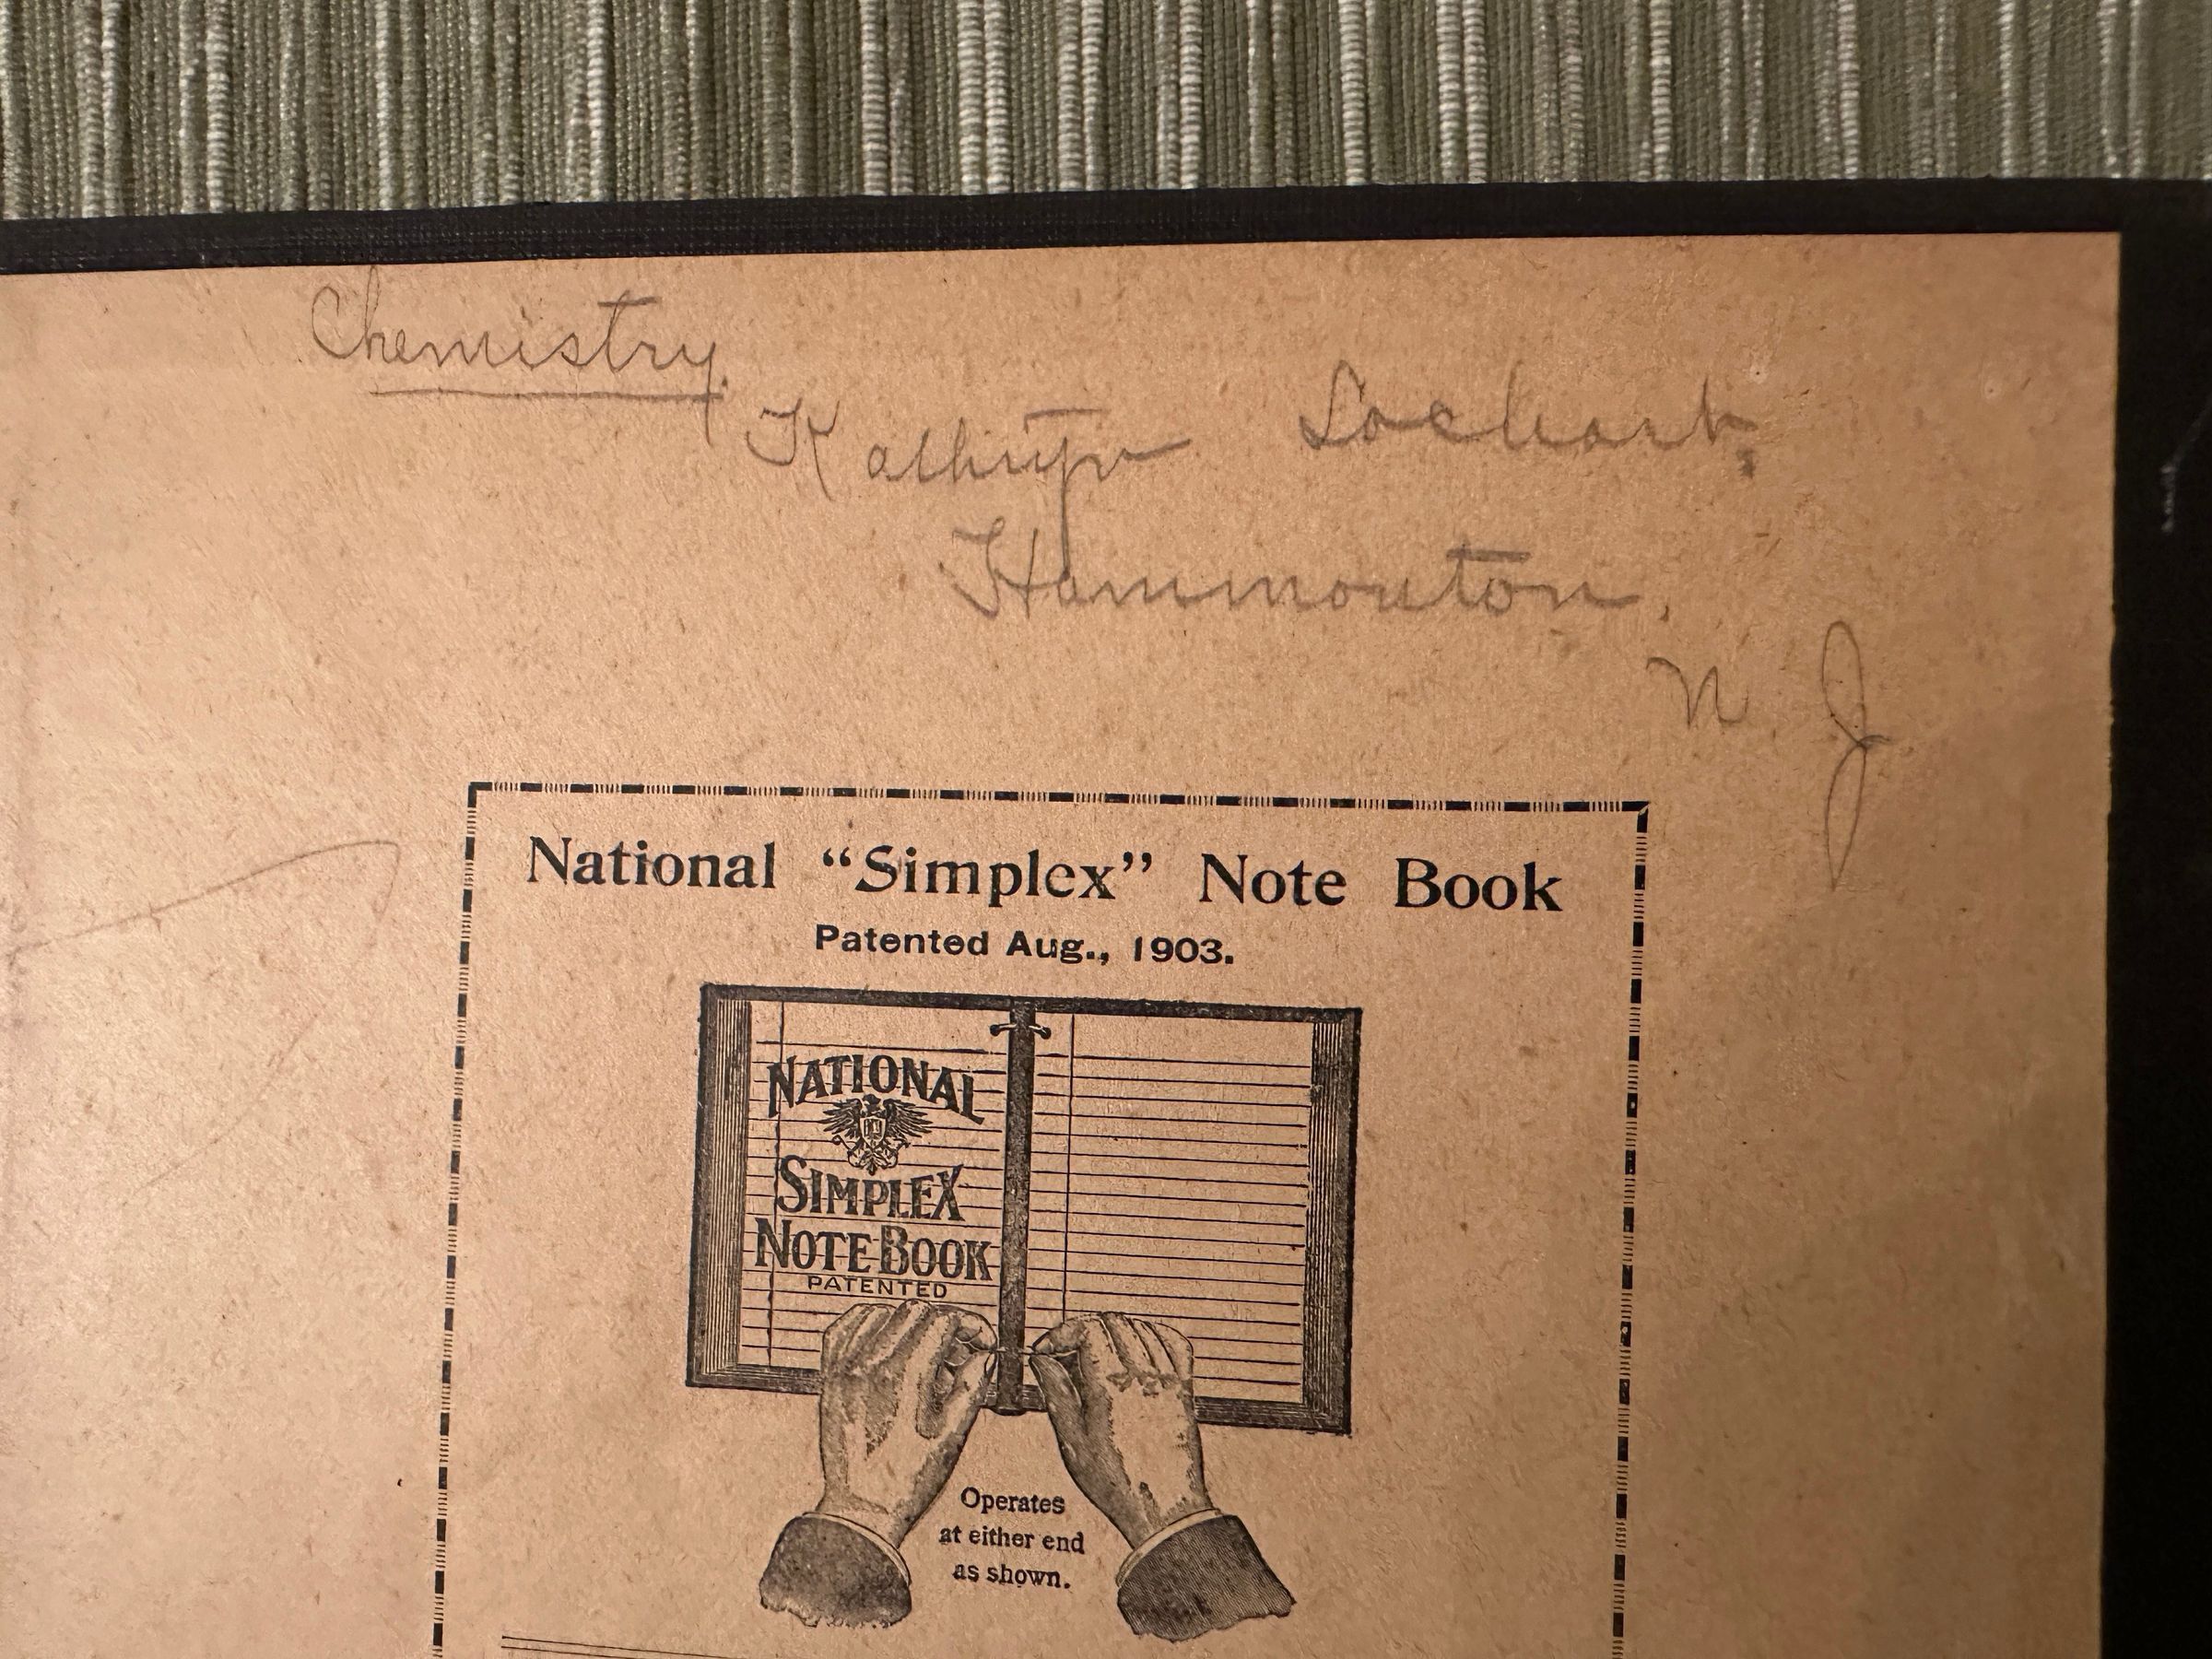 Chemistry.
Kathryn Lochart,
Hammonton,
N. J
National "Simplex" Note Book
Patented Aug., 1903.
NATIONAL
SIMPLEX
NOTE BOOK
PATENTED
Operates
at either end
as shown.